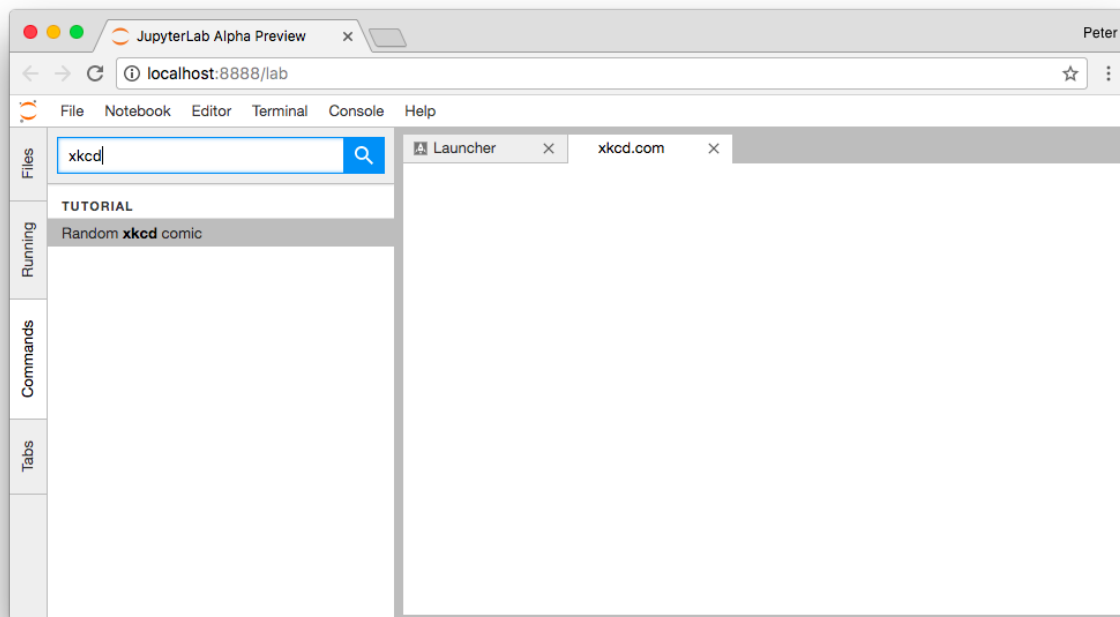 JupyterLab Alpha Preview
Peter
localhost:8888/lab
File Notebook Editor Terminal Console Help
Files
Running
Commands
Tabs
xkcd
TUTORIAL
Random xkcd comic
Launcher
xkcd.com